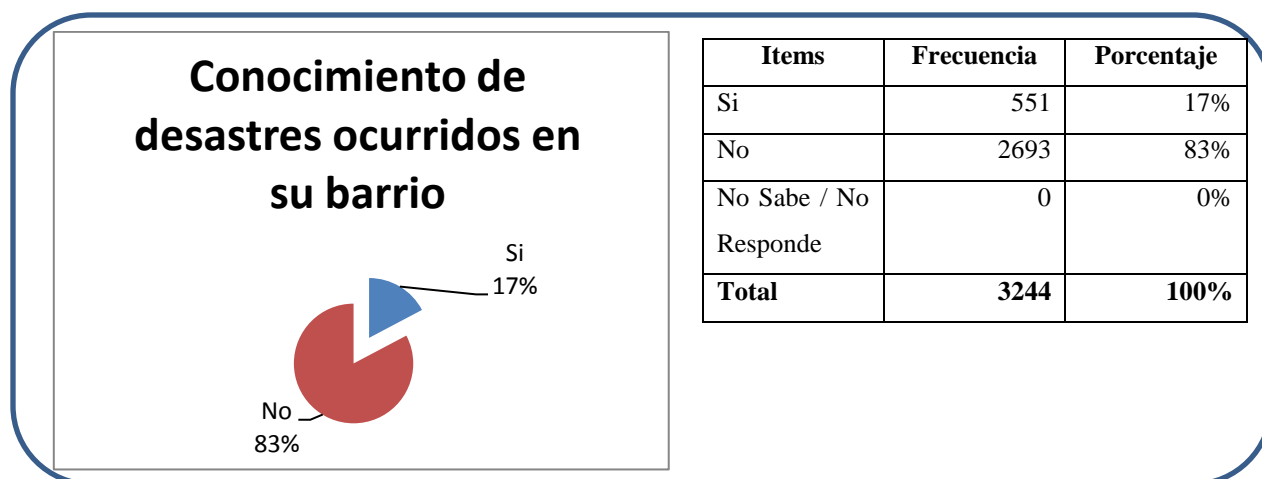 Conocimiento de
desastres ocurridos en
su barrio
Si
17%
No
83%
Items Frecuencia Porcentaje
Si 551 17%
No 2693 83%
No Sabe / No 0 0%
Responde
Total 3244 100%